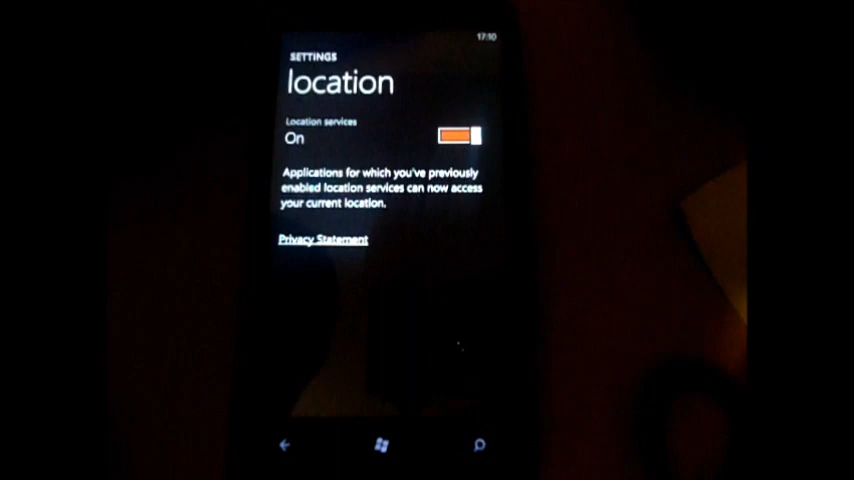 17:10
SETTINGS
location
Location services
On
Applications for which you've previously
enabled location services can now access
your current location.
Privacy Statement